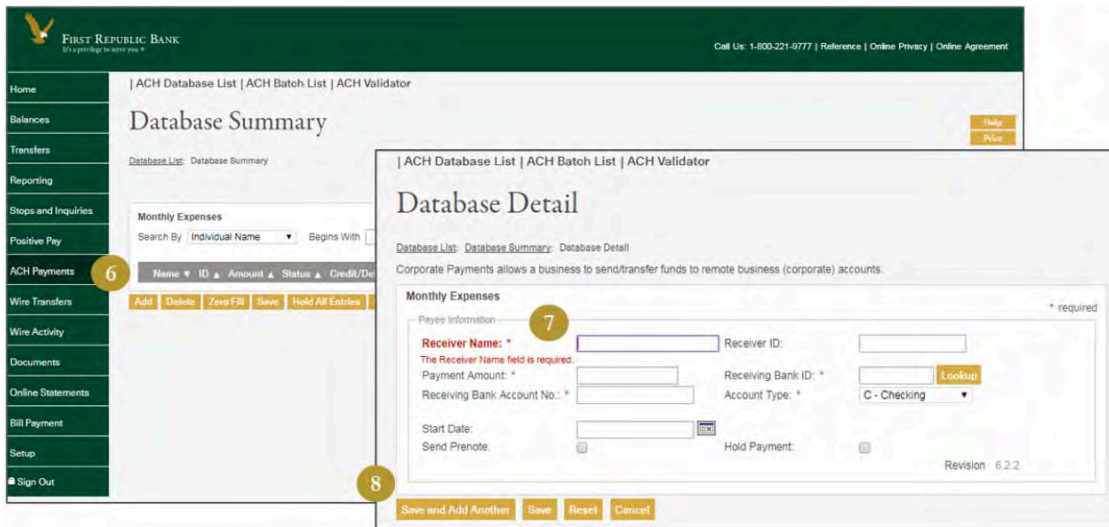 FIRST REPUBLIC BANK
It's a privilege to serve you ®
Call Us: 1-800-221-9777 | Reference | Online Privacy | Online Agreement
Home
Balances
Transfers
Reporting
Stops and Inquiries
Positive Pay
ACH Payments
Wire Transfers
Wire Activity
Documents
Online Statements
Bill Payment
Setup
Sign Out
| ACH Database List | ACH Batch List | ACH Validator
Database Summary
Help
Print
Database List: Database Summary
Monthly Expenses
Search By Individual Name ▼ Begins With
6
Name ▼ ID ▲ Amount ▲ Status ▲ Credit/De
Add Delete Zero Fill Save Hold All Entries
| ACH Database List | ACH Batch List | ACH Validator
Database Detail
Database List: Database Summary: Database Detail
Corporate Payments allows a business to send/transfer funds to remote business (corporate) accounts.
Monthly Expenses
* required
Payee Information
7
Receiver Name: * Receiver ID:
The Receiver Name field is required.
Payment Amount: * Receiving Bank ID: * Lookup
Receiving Bank Account No.: * Account Type: * C - Checking ▼
Start Date:
Send Prenote: Hold Payment:
Revision 6.2.2
8
Save and Add Another Save Reset Cancel